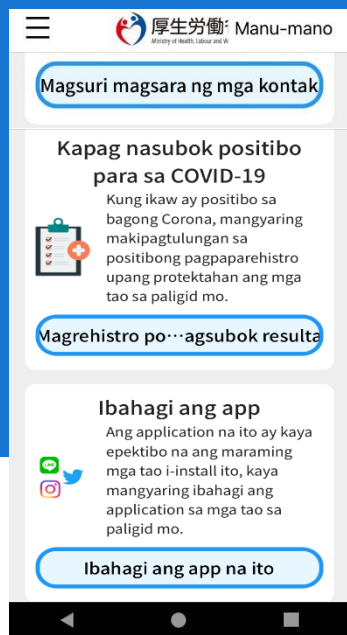 厚生労働省 Manu-mano
Ministry of Health, Labour and W
Magsuri magsara ng mga kontak
Kapag nasubok positibo
para sa COVID-19
Kung ikaw ay positibo sa
bagong Corona, mangyaring
makipagtulungan sa
positibong pagpaparehistro
upang protektahan ang mga
tao sa paligid mo.
Magrehistro po…agsubok resulta
Ibahagi ang app
Ang application na ito ay kaya
epektibo na ang maraming
mga tao i-install ito, kaya
mangyaring ibahagi ang
application sa mga tao sa
paligid mo.
LINE
Ibahagi ang app na ito